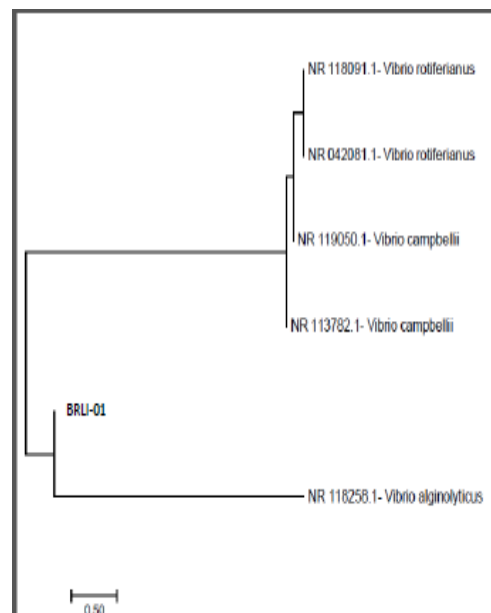 NR 118091.1- Vibrio rotiferianus
NR 042081.1- Vibrio rotiferianus
NR 119050.1- Vibrio campbellii
NR 113782.1- Vibrio campbellii
BRLI-01
NR 118258.1- Vibrio alginolyticus
0.50